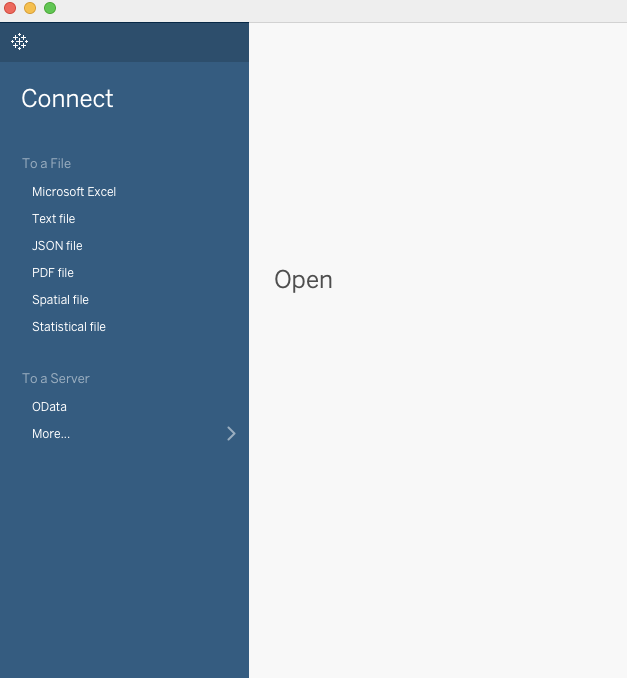 Connect
To a File
Microsoft Excel
Text file
JSON file
PDF file
Spatial file
Statistical file
To a Server
OData
More...
Open